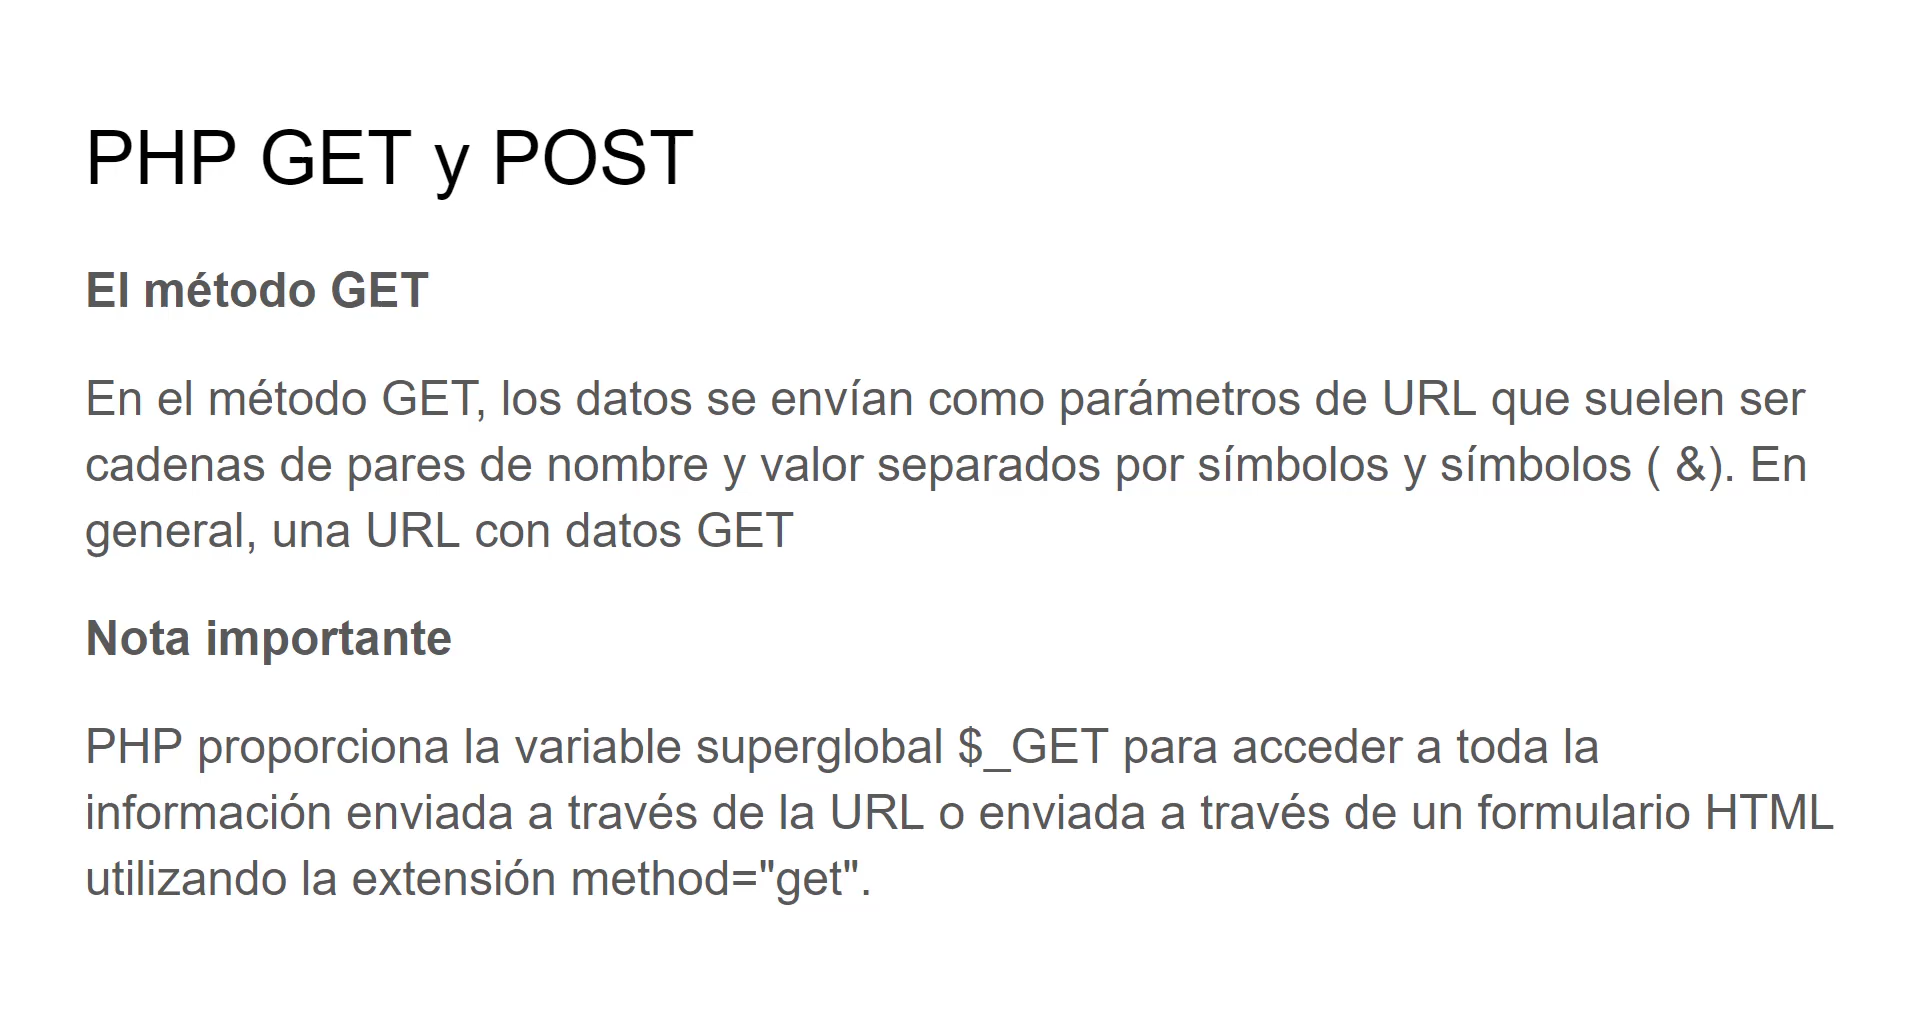 PHP GET y POST
El método GET
En el método GET, los datos se envían como parámetros de URL que suelen ser
cadenas de pares de nombre y valor separados por símbolos y símbolos ( &). En
general, una URL con datos GET
Nota importante
PHP proporciona la variable superglobal $_GET para acceder a toda la
información enviada a través de la URL o enviada a través de un formulario HTML
utilizando la extensión method="get".